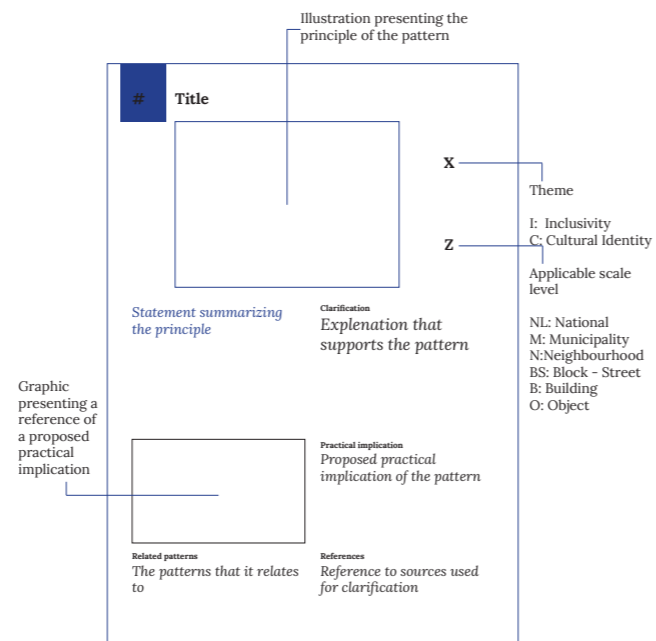 Illustration presenting the
principle of the pattern
#
Title
X
Theme
I: Inclusivity
C: Cultural Identity
Z
Applicable scale
level
NL: National
M: Municipality
N:Neighbourhood
BS: Block - Street
B: Building
O: Object
Statement summarizing
the principle
Clarification
Explenation that
supports the pattern
Graphic
presenting a
reference of
a proposed
practical
implication
Practical implication
Proposed practical
implication of the pattern
Related patterns
The patterns that it relates
to
References
Reference to sources used
for clarification